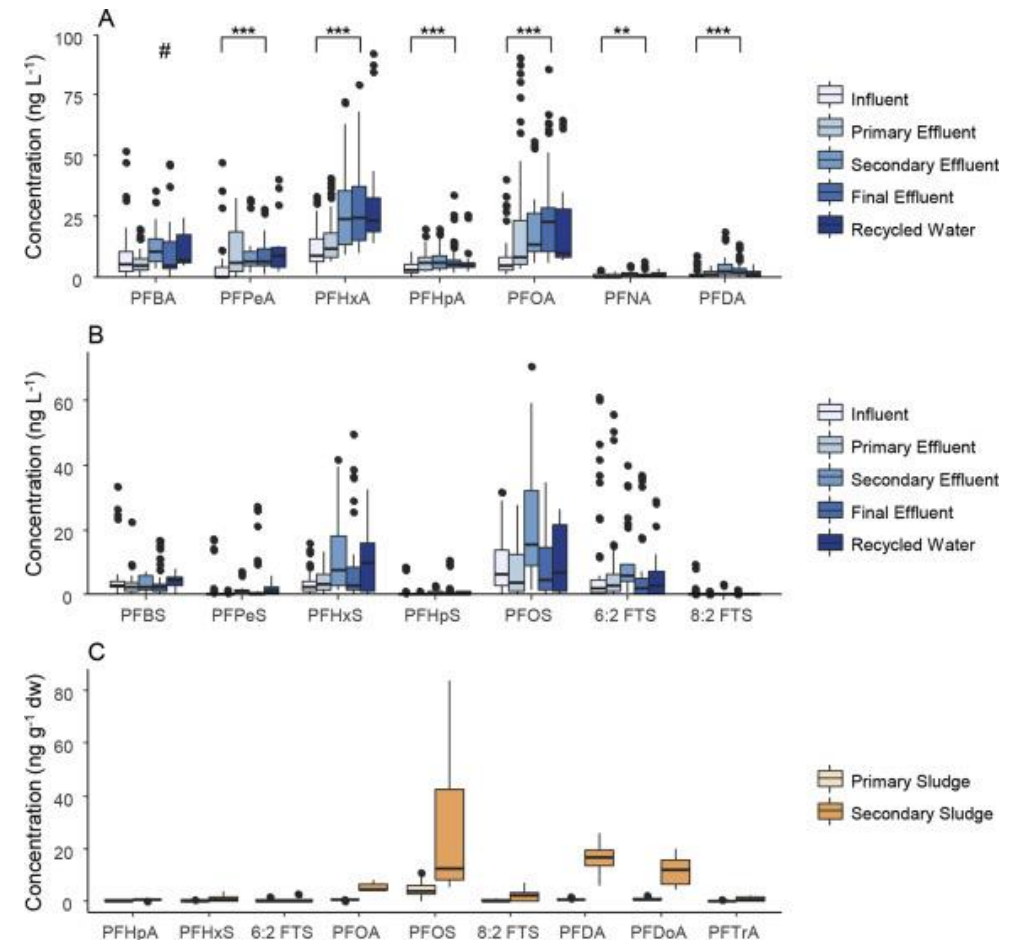 A
Concentration (ng L-1)
100
75
50
25
0
#
***
***
***
***
**
***
PFBA PFPeA PFHxA PFHpA PFOA PFNA PFDA
Influent
Primary Effluent
Secondary Effluent
Final Effluent
Recycled Water
B
Concentration (ng L-1)
60
40
20
0
PFBS PFPeS PFHxS PFHpS PFOS 6:2 FTS 8:2 FTS
Influent
Primary Effluent
Secondary Effluent
Final Effluent
Recycled Water
C
Concentration (ng g-1 dw)
80
60
40
20
0
PFHpA PFHxS 6:2 FTS PFOA PFOS 8:2 FTS PFDA PFDoA PFTrA
Primary Sludge
Secondary Sludge